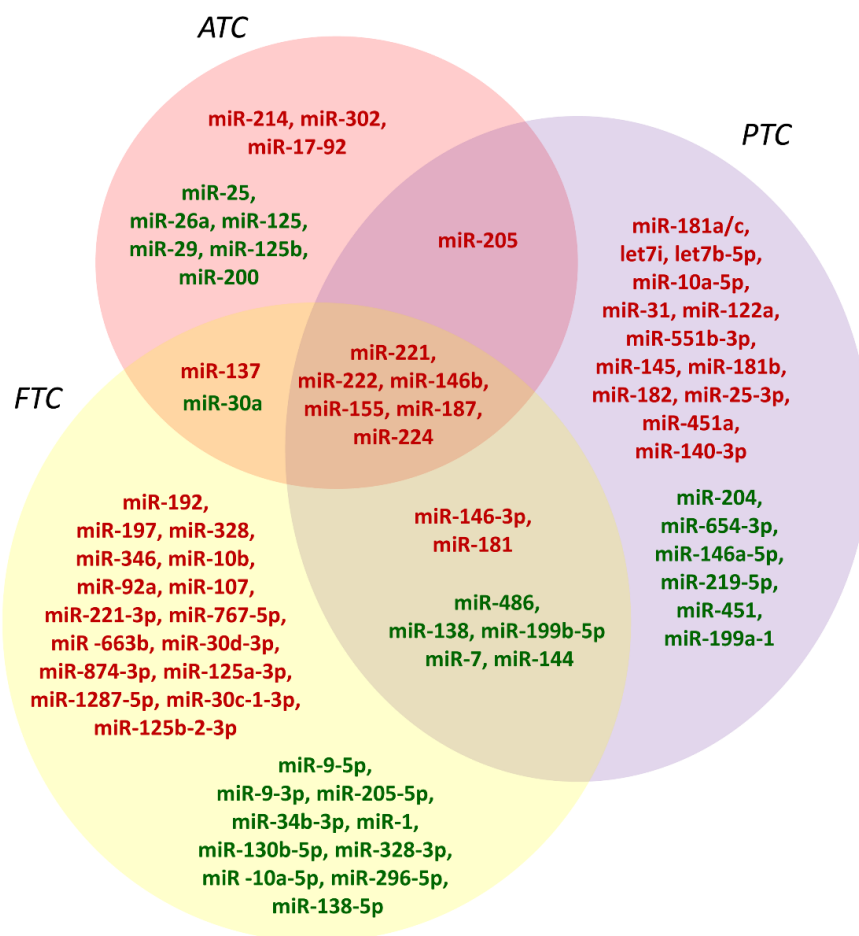 ATC
miR-214, miR-302,
miR-17-92
miR-25,
miR-26a, miR-125,
miR-29, miR-125b,
miR-200
PTC
miR-205
miR-181a/c,
let7i, let7b-5p,
miR-10a-5p,
miR-31, miR-122a,
miR-551b-3p,
miR-145, miR-181b,
miR-182, miR-25-3p,
miR-451a,
miR-140-3p
miR-204,
miR-654-3p,
miR-146a-5p,
miR-219-5p,
miR-451,
miR-199a-1
FTC
miR-137
miR-30a
miR-221,
miR-222, miR-146b,
miR-155, miR-187,
miR-224
miR-146-3p,
miR-181
miR-486,
miR-138, miR-199b-5p
miR-7, miR-144
miR-192,
miR-197, miR-328,
miR-346, miR-10b,
miR-92a, miR-107,
miR-221-3p, miR-767-5p,
miR -663b, miR-30d-3p,
miR-874-3p, miR-125a-3p,
miR-1287-5p, miR-30c-1-3p,
miR-125b-2-3p
miR-9-5p,
miR-9-3p, miR-205-5p,
miR-34b-3p, miR-1,
miR-130b-5p, miR-328-3p,
miR -10a-5p, miR-296-5p,
miR-138-5p